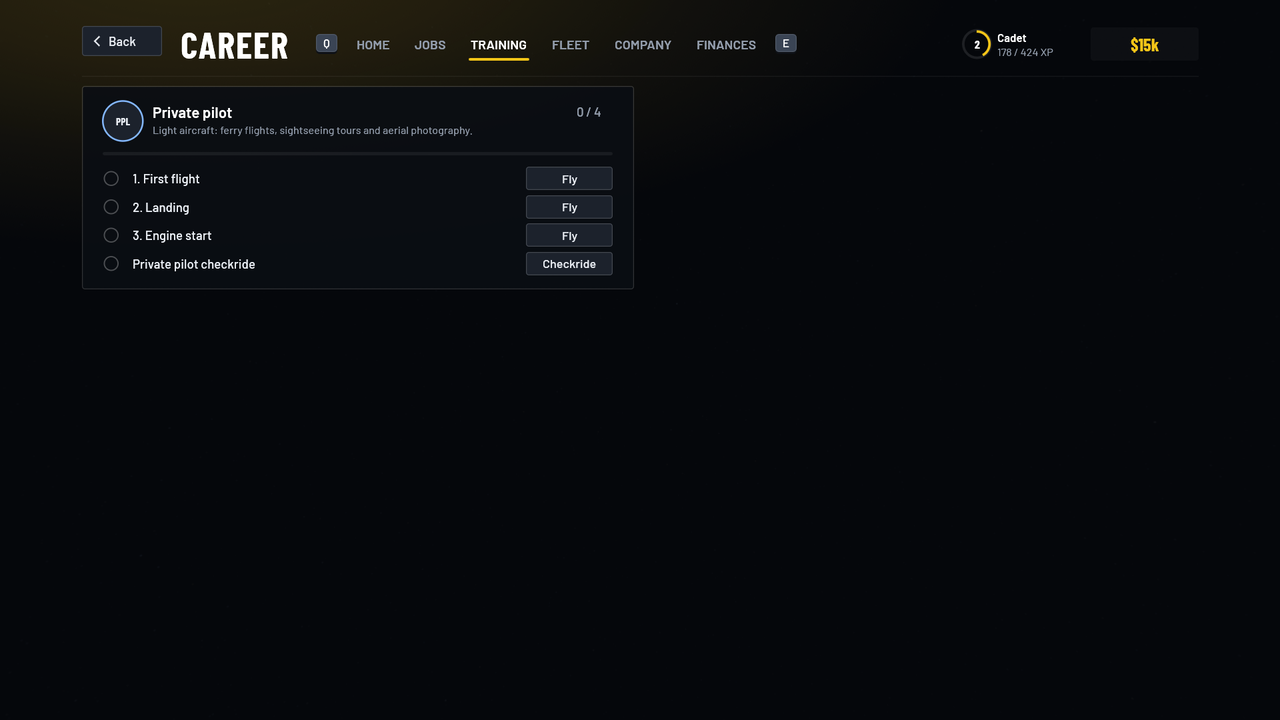 Back
CAREER
Q
HOME
JOBS
TRAINING
FLEET
COMPANY
FINANCES
E
2
Cadet
178 / 424 XP
$15k
PPL
Private pilot
0 / 4
Light aircraft: ferry flights, sightseeing tours and aerial photography.
1. First flight
Fly
2. Landing
Fly
3. Engine start
Fly
Private pilot checkride
Checkride